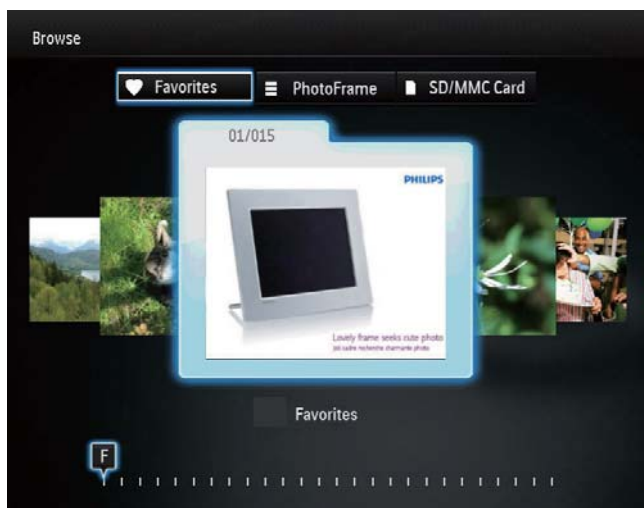 Browse
Favorites
PhotoFrame
SD/MMC Card
01/015
PHILIPS
Lovely frame seeks cute photo
Joli cadre recherche charmante photo
Favorites
F